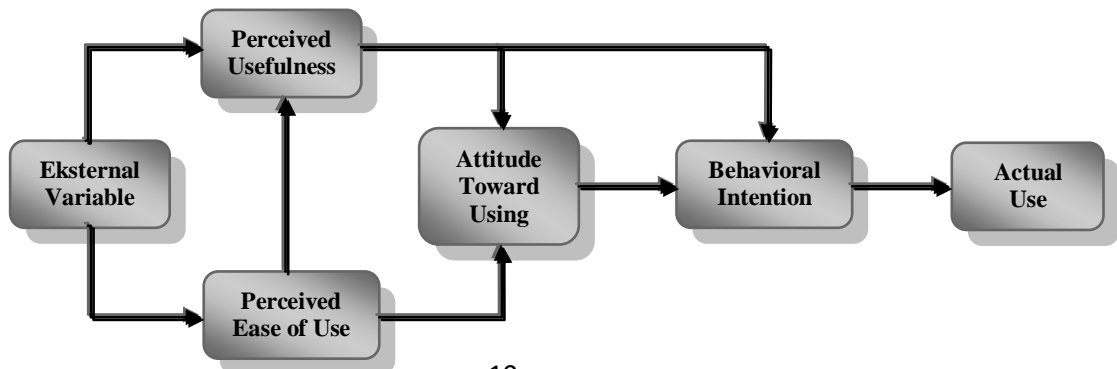 Perceived
Usefulness
Eksternal
Variable
Attitude
Toward
Using
Behavioral
Intention
Actual
Use
Perceived
Ease of Use